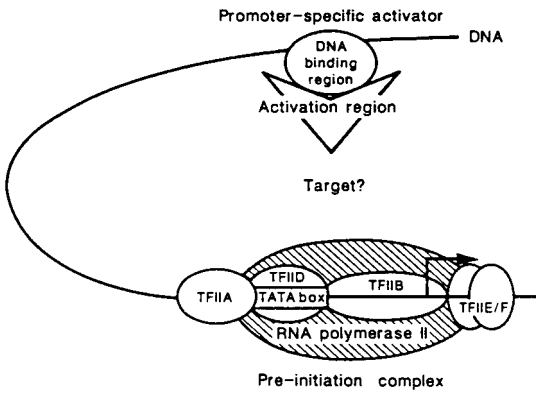 Promoter-specific activator
DNA
DNA
binding
region
Activation region
Target?
TFIID
TFIIA
TATA box
TFIIB
TFIIE/F
RNA polymerase II
Pre-initiation complex